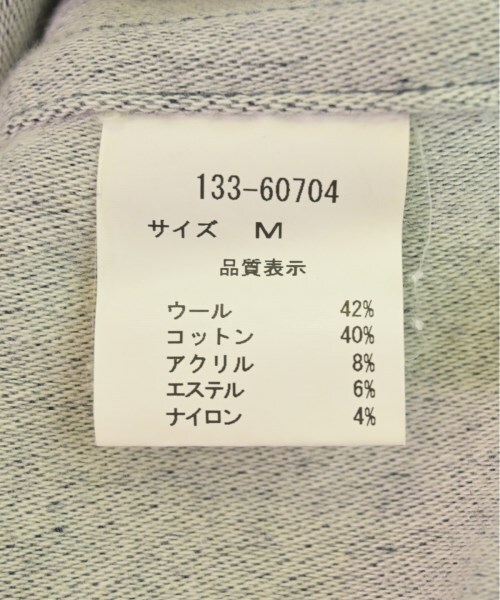 133-60704
サイズ M
品質表示
ウール 42%
コットン 40%
アクリル 8%
エステル 6%
ナイロン 4%